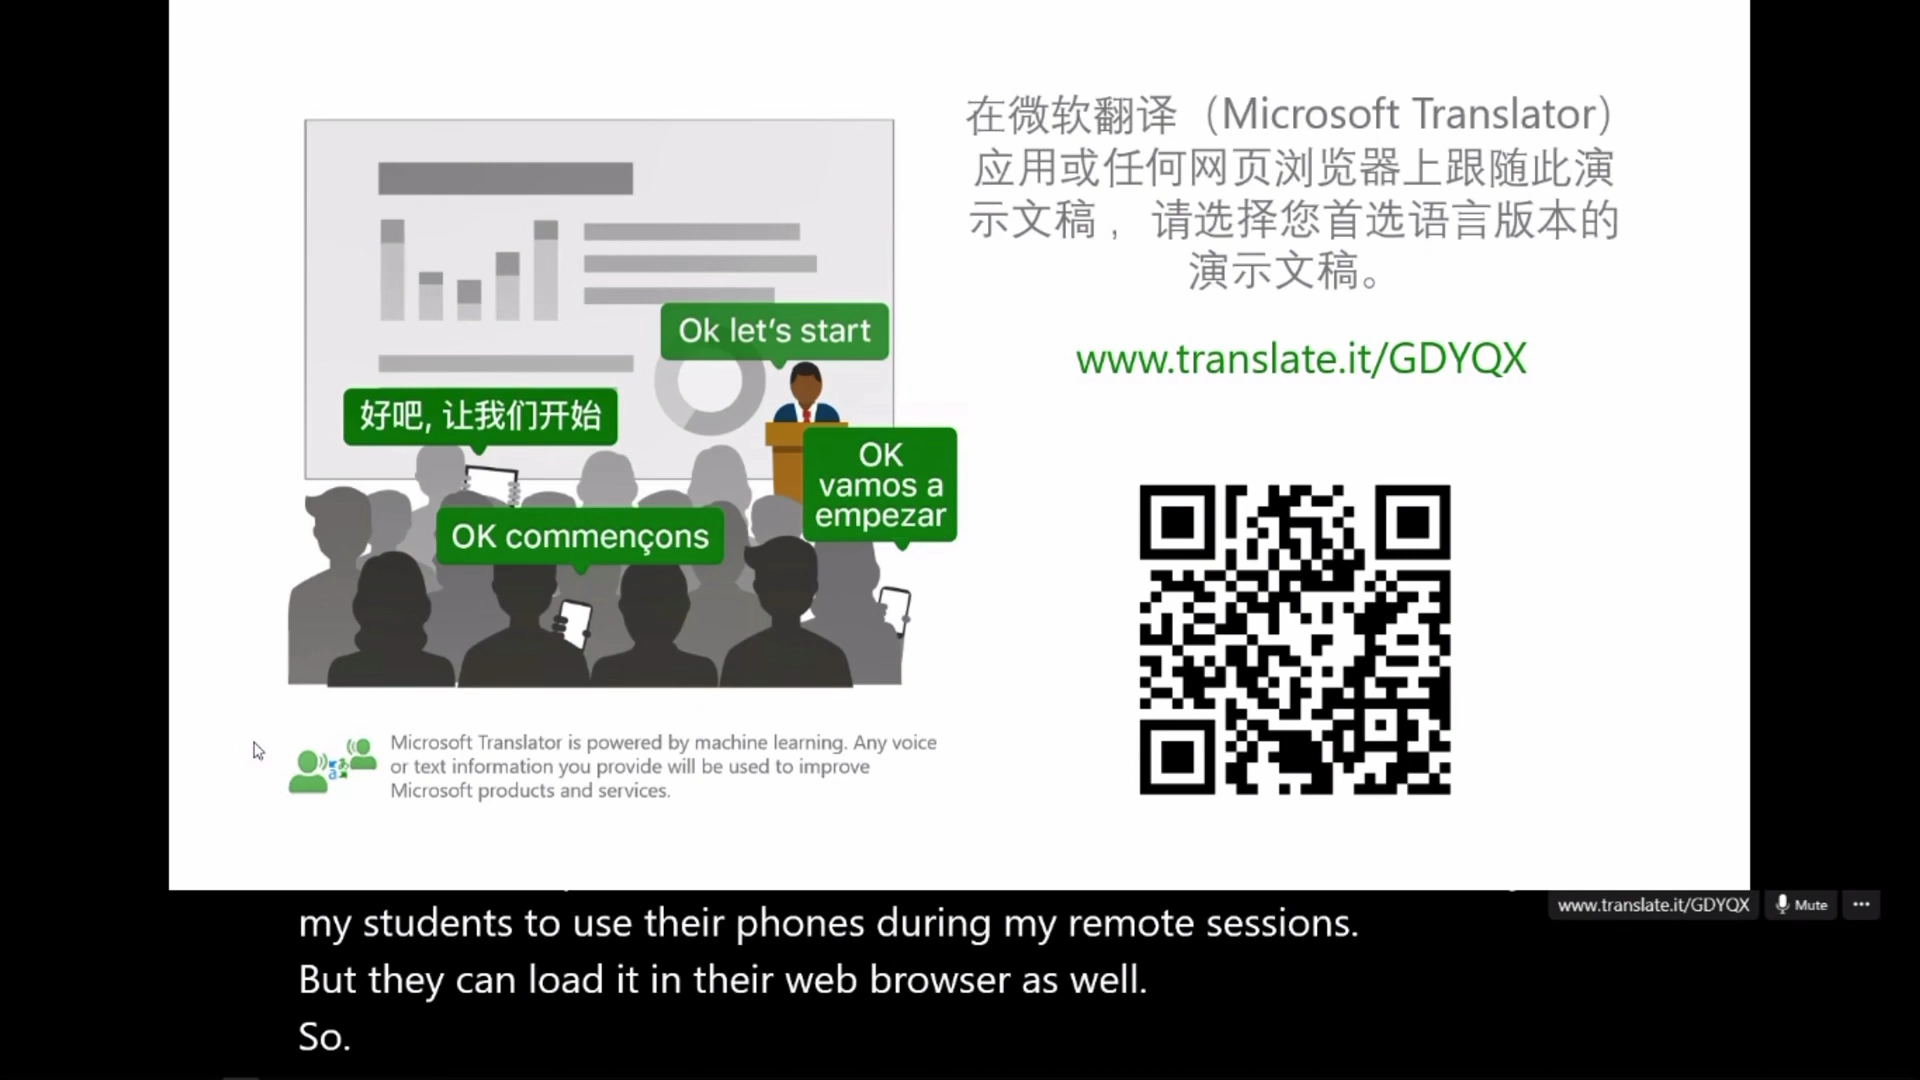 在微软翻译（Microsoft Translator）
应用或任何网页浏览器上跟随此演
示文稿，请选择您首选语言版本的
演示文稿。
www.translate.it/GDYQX
Ok let's start
好吧, 让我们开始
OK
vamos a
empezar
OK commençons
Microsoft Translator is powered by machine learning. Any voice
or text information you provide will be used to improve
Microsoft products and services.
www.translate.it/GDYQX
Mute
my students to use their phones during my remote sessions.
But they can load it in their web browser as well.
So.